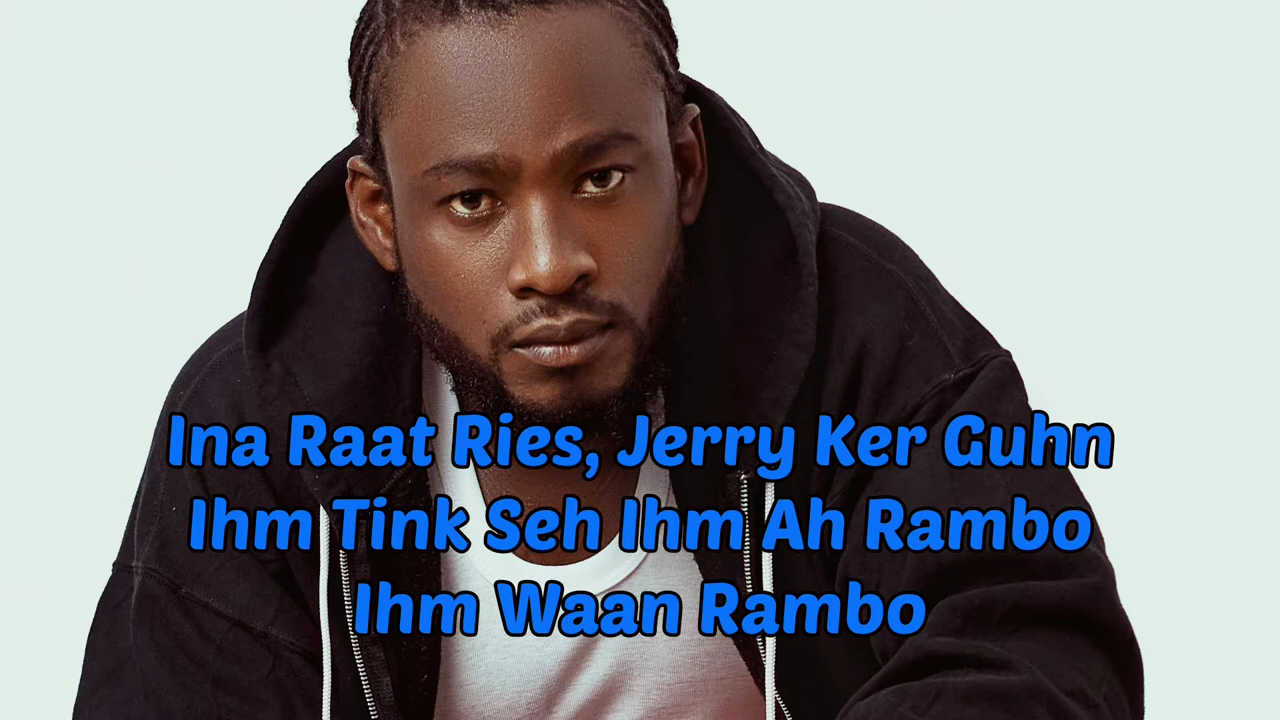 Ina Raat Ries, Jerry Ker Guhn
Ihm Tink Seh Ihm Ah Rambo
Ihm Waan Rambo